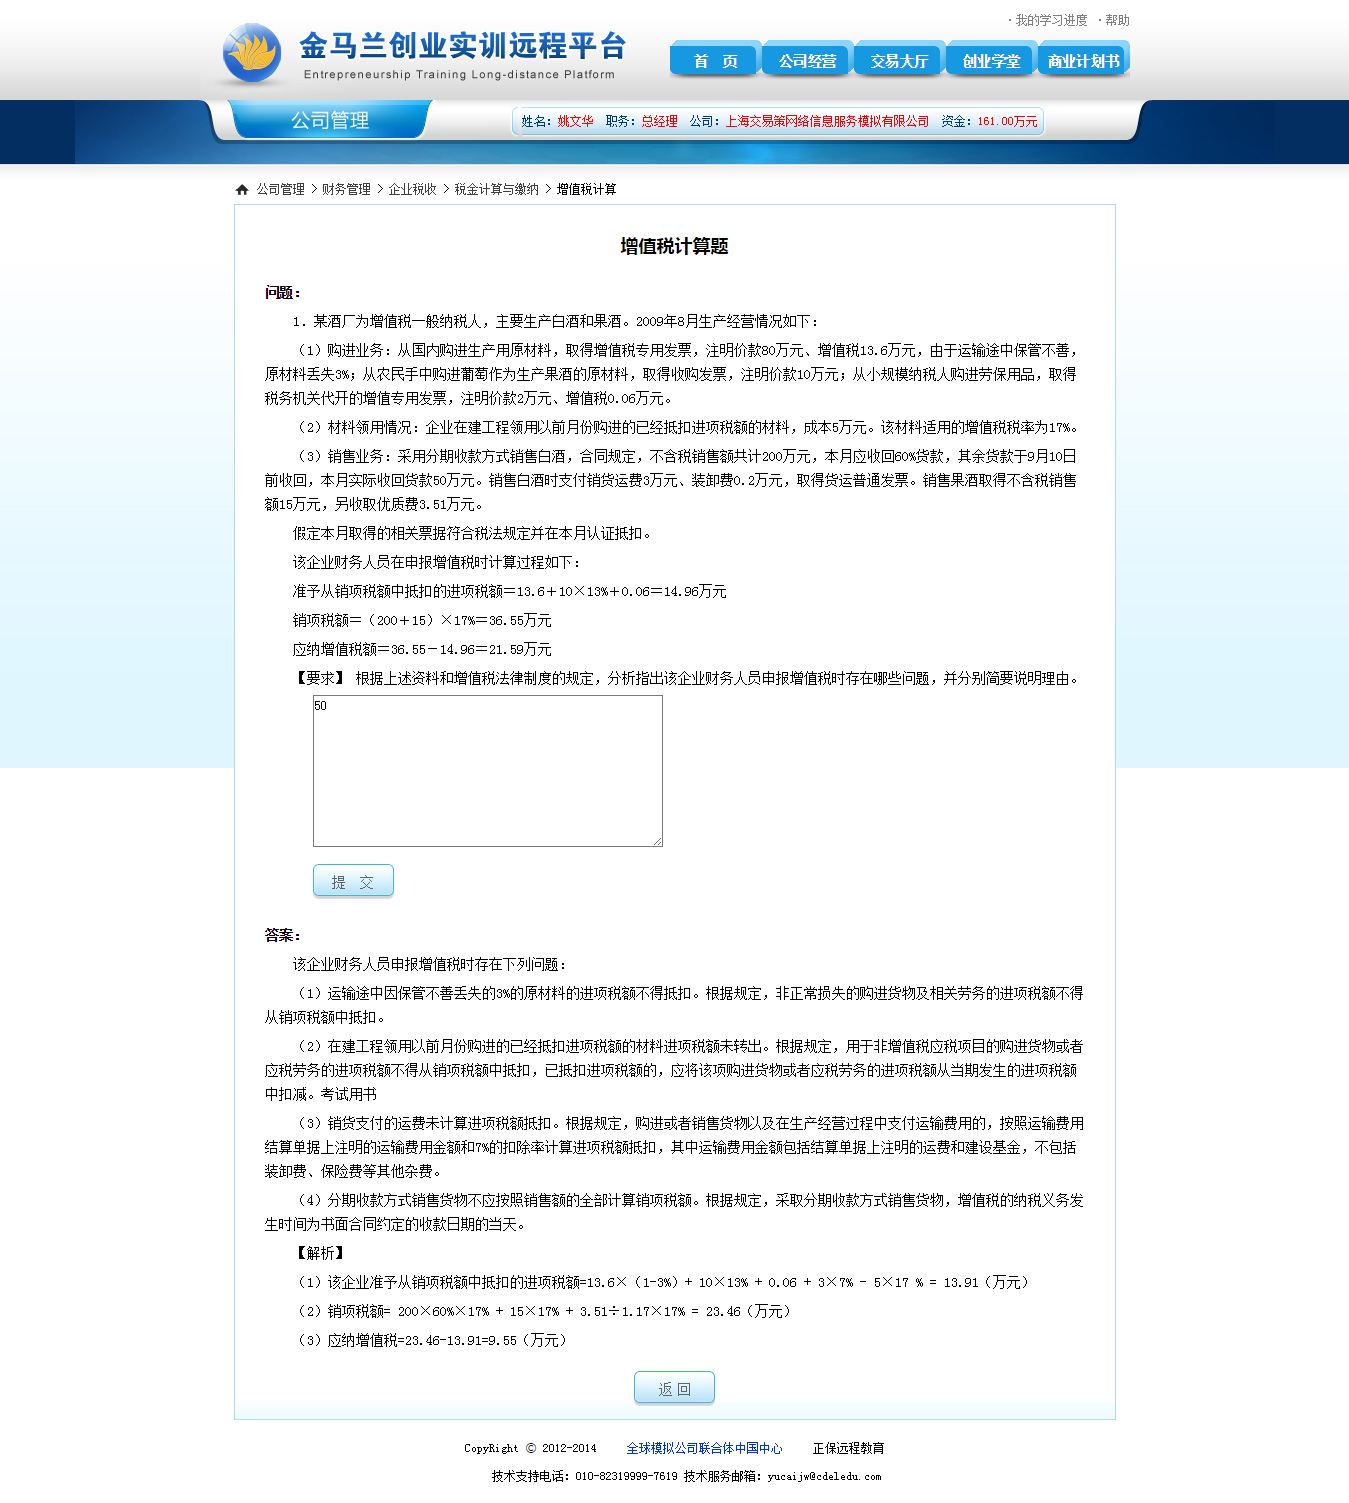 ·我的学习进度 ·帮助
金马兰创业实训远程平台
Entrepreneurship Training Long-distance Platform
首 页 公司经营 交易大厅 创业学堂 商业计划书
公司管理
姓名：姚文华 职务：总经理 公司：上海交易策网络信息服务模拟有限公司 资金：161.00万元
公司管理 > 财务管理 > 企业税收 > 税金计算与缴纳 > 增值税计算
增值税计算题
问题：
1．某酒厂为增值税一般纳税人，主要生产白酒和果酒。2009年8月生产经营情况如下：
（1）购进业务：从国内购进生产用原材料，取得增值税专用发票，注明价款80万元、增值税13.6万元，由于运输途中保管不善，
原材料丢失3%；从农民手中购进葡萄作为生产果酒的原材料，取得收购发票，注明价款10万元；从小规模纳税人购进劳保用品，取得
税务机关代开的增值专用发票，注明价款2万元、增值税0.06万元。
（2）材料领用情况：企业在建工程领用以前月份购进的已经抵扣进项税额的材料，成本5万元。该材料适用的增值税税率为17%。
（3）销售业务：采用分期收款方式销售白酒，合同规定，不含税销售额共计200万元，本月应收回60%货款，其余货款于9月10日
前收回，本月实际收回货款50万元。销售白酒时支付销货运费3万元、装卸费0.2万元，取得货运普通发票。销售果酒取得不含税销售
额15万元，另收取优质费3.51万元。
假定本月取得的相关票据符合税法规定并在本月认证抵扣。
该企业财务人员在申报增值税时计算过程如下：
准予从销项税额中抵扣的进项税额＝13.6＋10×13%＋0.06＝14.96万元
销项税额＝（200＋15）×17%＝36.55万元
应纳增值税额＝36.55－14.96＝21.59万元
【要求】 根据上述资料和增值税法律制度的规定，分析指出该企业财务人员申报增值税时存在哪些问题，并分别简要说明理由。
50
提 交
答案：
该企业财务人员申报增值税时存在下列问题：
（1）运输途中因保管不善丢失的3%的原材料的进项税额不得抵扣。根据规定，非正常损失的购进货物及相关劳务的进项税额不得
从销项税额中抵扣。
（2）在建工程领用以前月份购进的已经抵扣进项税额的材料进项税额未转出。根据规定，用于非增值税应税项目的购进货物或者
应税劳务的进项税额不得从销项税额中抵扣，已抵扣进项税额的，应将该项购进货物或者应税劳务的进项税额从当期发生的进项税额
中扣减。考试用书
（3）销货支付的运费未计算进项税额抵扣。根据规定，购进或者销售货物以及在生产经营过程中支付运输费用的，按照运输费用
结算单据上注明的运输费用金额和7%的扣除率计算进项税额抵扣，其中运输费用金额包括结算单据上注明的运费和建设基金，不包括
装卸费、保险费等其他杂费。
（4）分期收款方式销售货物不应按照销售额的全部计算销项税额。根据规定，采取分期收款方式销售货物，增值税的纳税义务发
生时间为书面合同约定的收款日期的当天。
【解析】
（1）该企业准予从销项税额中抵扣的进项税额=13.6×（1-3%）+ 10×13% + 0.06 + 3×7% - 5×17 % = 13.91（万元）
（2）销项税额= 200×60%×17% + 15×17% + 3.51÷1.17×17% = 23.46（万元）
（3）应纳增值税=23.46-13.91=9.55（万元）
返 回
CopyRight © 2012-2014 全球模拟公司联合体中国中心 正保远程教育
技术支持电话：010-82319999-7619 技术服务邮箱：yucaijw@cdeledu.com